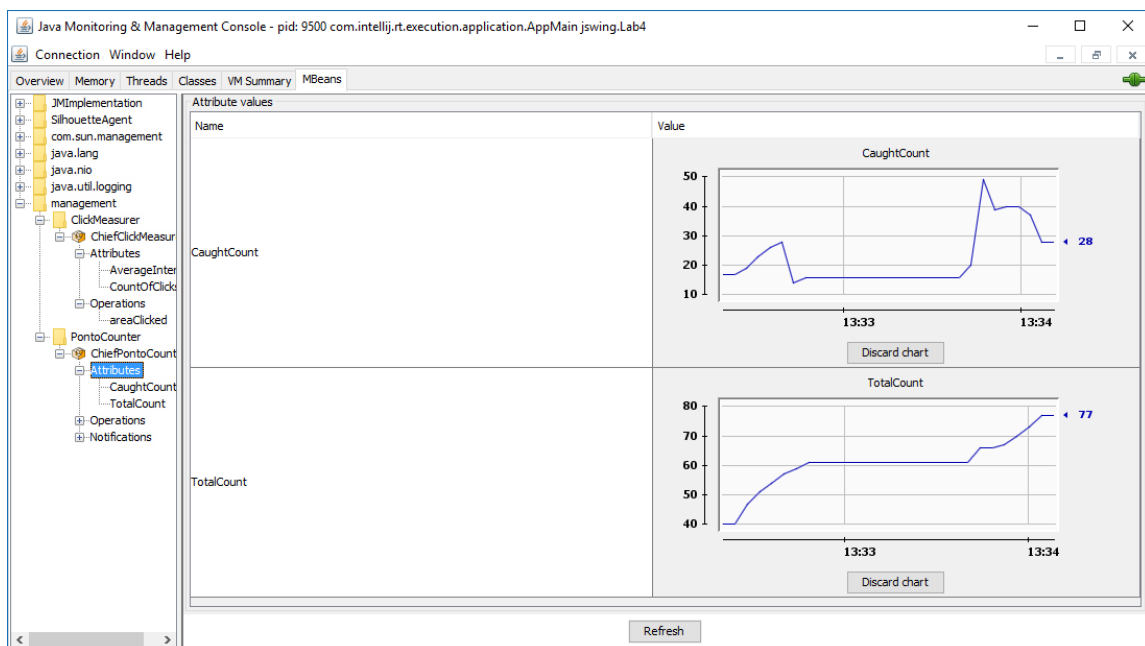 Java Monitoring & Management Console - pid: 9500 com.intellij.rt.execution.application.AppMain jswing.Lab4
Connection Window Help
Overview Memory Threads Classes VM Summary MBeans
JMImplementation
SilhouetteAgent
com.sun.management
java.lang
java.nio
java.util.logging
management
ClickMeasurer
ChiefClickMeasur
Attributes
AverageInter
CountOfClicks
Operations
areaClicked
PontoCounter
ChiefPontoCount
Attributes
CaughtCount
TotalCount
Operations
Notifications
Attribute values
Name Value
CaughtCount
CaughtCount
50
40
30
20
10
28
13:33 13:34
Discard chart
TotalCount
TotalCount
80
70
60
50
40
77
13:33 13:34
Discard chart
Refresh